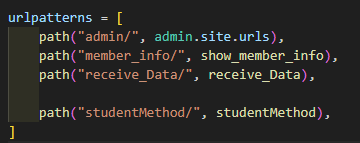 urlpatterns = [
    path("admin/", admin.site.urls),
    path("member_info/", show_member_info),
    path("receive_Data/", receive_Data),
    path("studentMethod/", studentMethod),
]